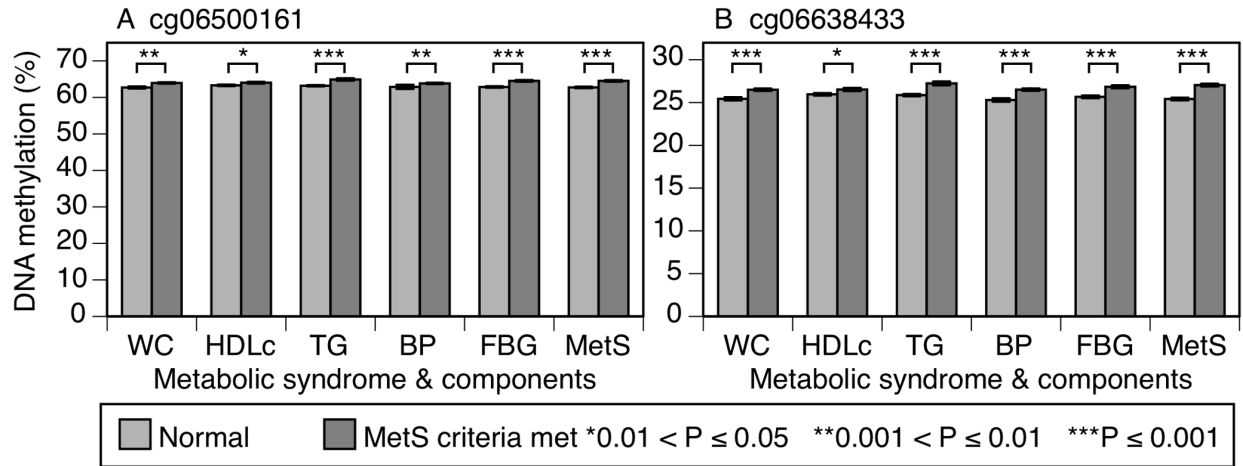 A cg06500161
B cg06638433
DNA methylation (%)
70
60
50
40
30
20
10
0
** * *** ** *** ***
WC HDLc TG BP FBG MetS
Metabolic syndrome & components
30
25
20
15
10
5
0
*** * *** *** *** ***
WC HDLc TG BP FBG MetS
Metabolic syndrome & components
Normal MetS criteria met *0.01 < P ≤ 0.05 **0.001 < P ≤ 0.01 ***P ≤ 0.001